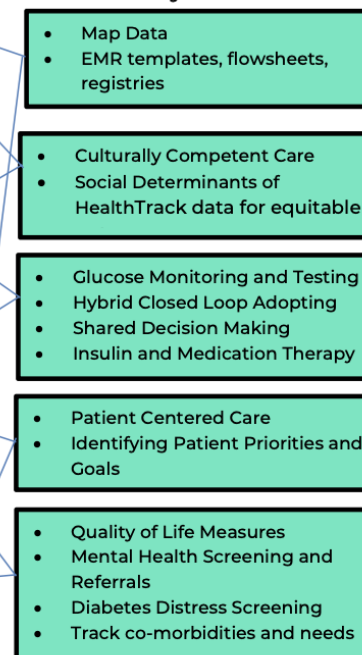 • Map Data
• EMR templates, flowsheets,
registries
• Culturally Competent Care
• Social Determinants of
HealthTrack data for equitable
• Glucose Monitoring and Testing
• Hybrid Closed Loop Adopting
• Shared Decision Making
• Insulin and Medication Therapy
• Patient Centered Care
• Identifying Patient Priorities and
Goals
• Quality of Life Measures
• Mental Health Screening and
Referrals
• Diabetes Distress Screening
• Track co-morbidities and needs